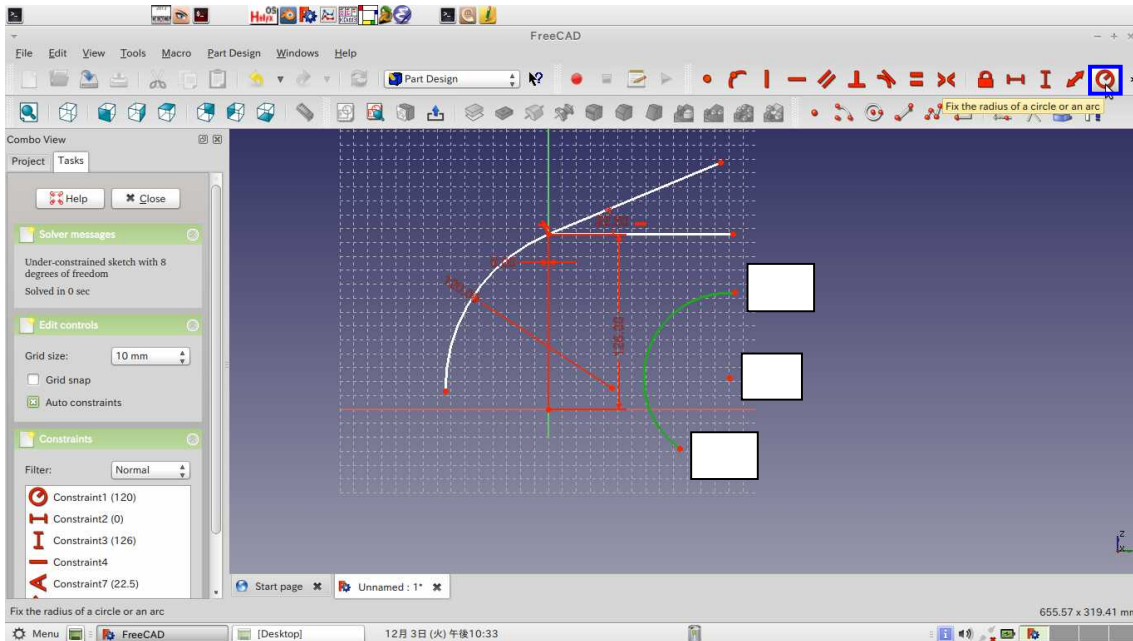 OS
Helyx
FreeCAD
File Edit View Tools Macro Part Design Windows Help
Part Design
Fix the radius of a circle or an arc
Combo View
Project Tasks
Help Close
Solver messages
Under-constrained sketch with 8
degrees of freedom
Solved in 0 sec
Edit controls
Grid size: 10 mm
Grid snap
Auto constraints
Constraints
Filter: Normal
Constraint1 (120)
Constraint2 (0)
Constraint3 (126)
Constraint4
Constraint7 (22.5)
126.00
z
x
Start page Unnamed : 1*
Fix the radius of a circle or an arc
655.57 x 319.41 mm
Menu FreeCAD [Desktop] 12月 3日 (火) 午後10:33